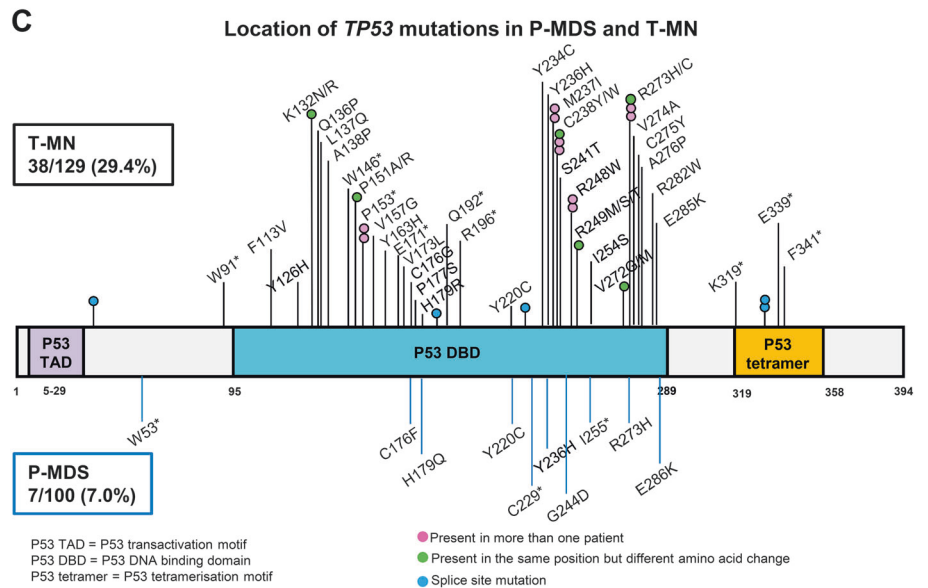 C
Location of TP53 mutations in P-MDS and T-MN
T-MN
38/129 (29.4%)
W91*
F113V
Y126H
K132N/R
Q136P
L137Q
A138P
W146*
P151A/R
P153*
V157G
Y163H
E171*
V173L
C176G
P177S
H179R
Q192*
R196*
Y220C
Y234C
Y236H
M237I
C238Y/W
S241T
R248W
R249M/S/T
I254S
V272G/M
R273H/C
V274A
C275Y
A276P
R282W
E285K
K319*
E339*
F341*
P53
TAD
P53 DBD
P53
tetramer
1
5-29
95
289
319
358
394
W53*
C176F
H179Q
Y220C
C229*
Y236H
G244D
I255*
R273H
E286K
P-MDS
7/100 (7.0%)
P53 TAD = P53 transactivation motif
P53 DBD = P53 DNA binding domain
P53 tetramer = P53 tetramerisation motif
Present in more than one patient
Present in the same position but different amino acid change
Splice site mutation